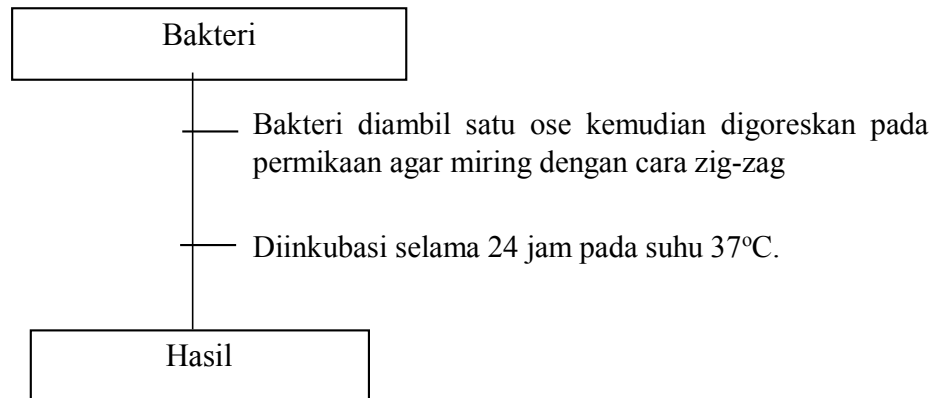 Bakteri
Bakteri diambil satu ose kemudian digoreskan pada
permikaan agar miring dengan cara zig-zag
Diinkubasi selama 24 jam pada suhu 37ºC.
Hasil